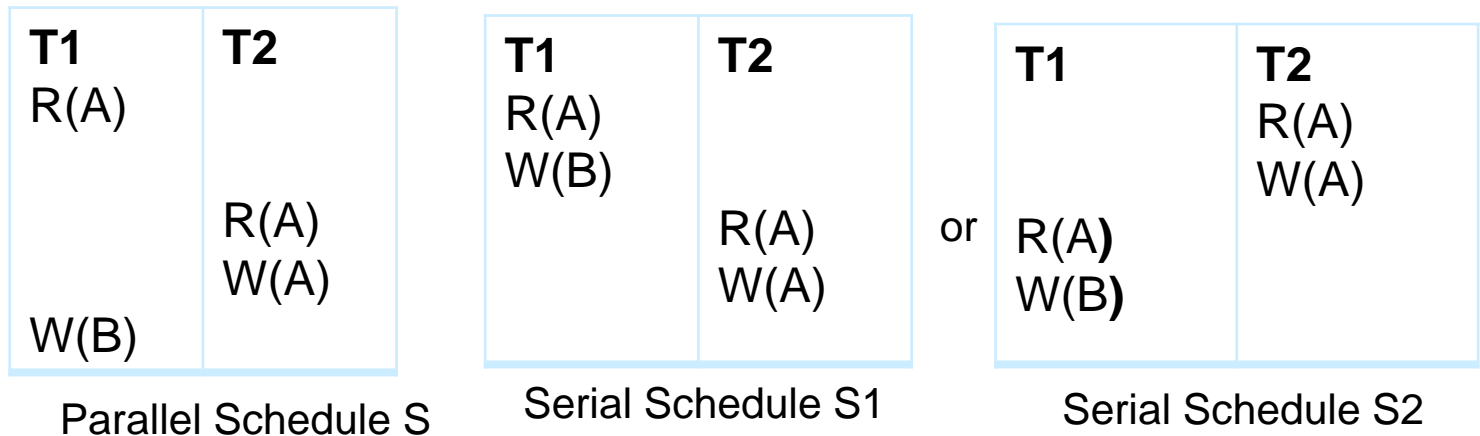 T1 T2
R(A)
R(A)
W(A)
W(B)
Parallel Schedule S
T1 T2
R(A)
W(B)
R(A)
W(A)
Serial Schedule S1
or
T1 T2
R(A)
W(A)
R(A)
W(B)
Serial Schedule S2